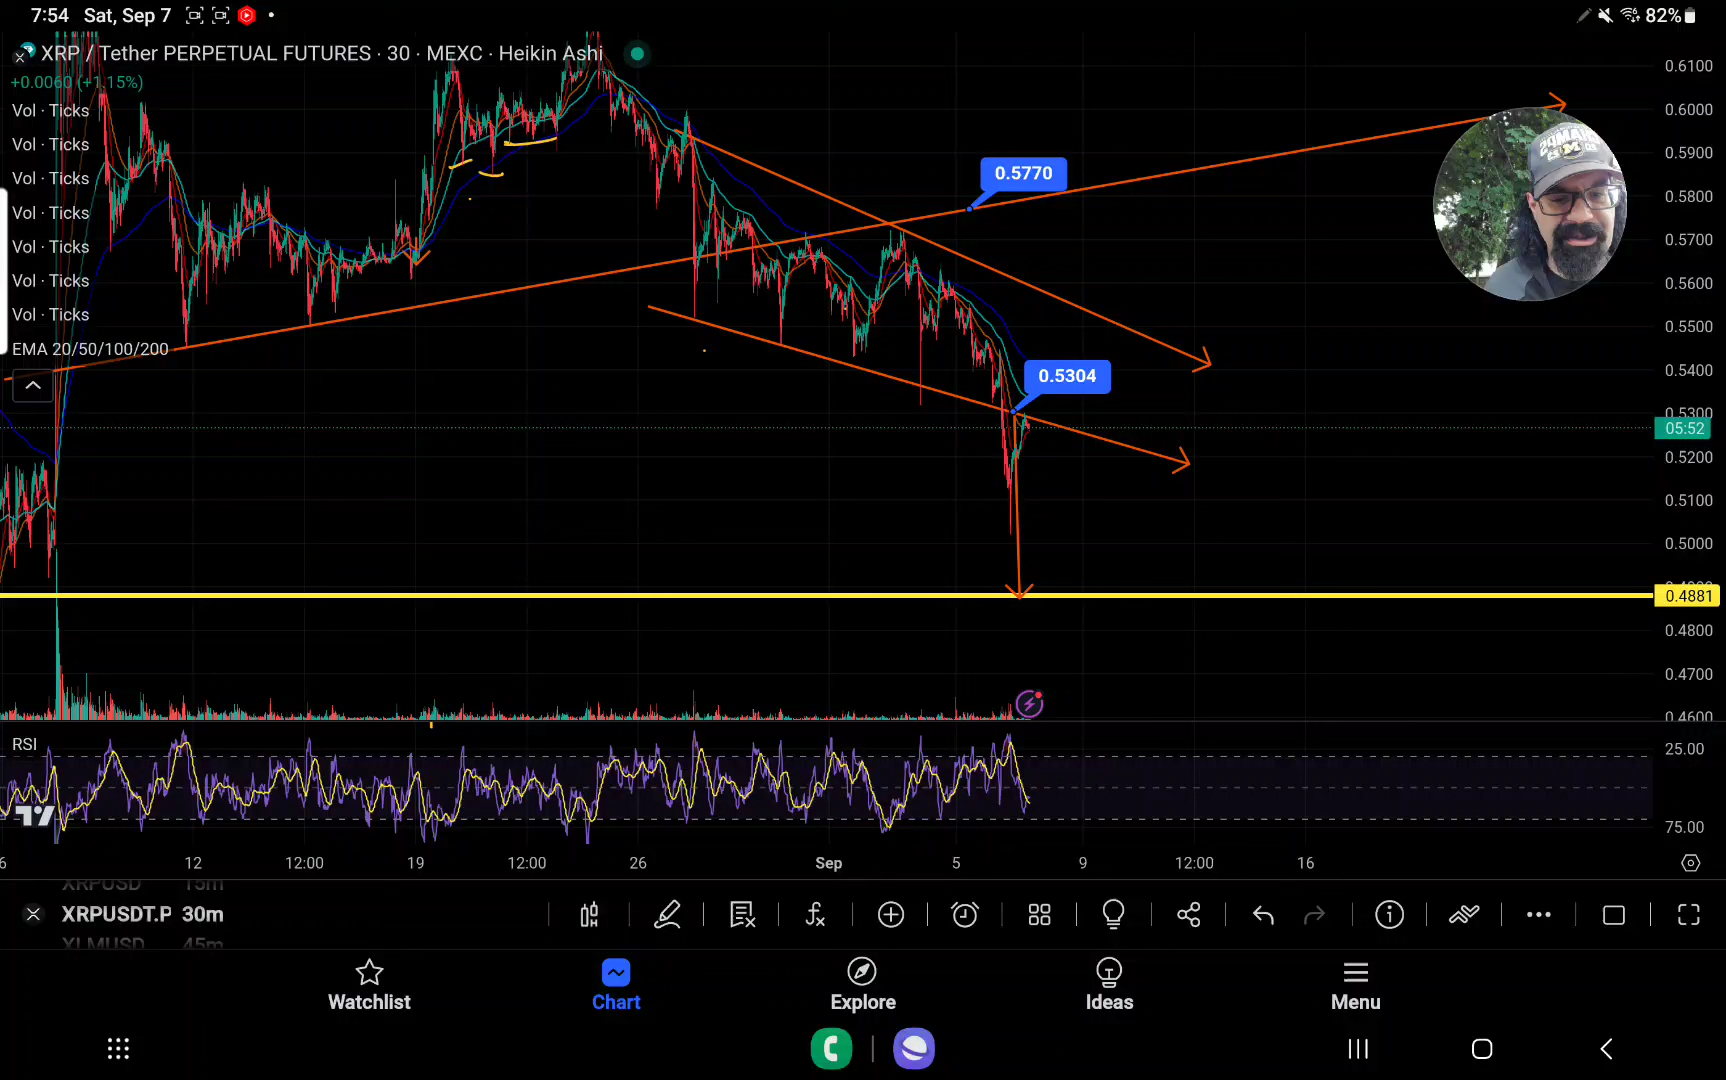 7:54 Sat, Sep 7 82%
XRP / Tether PERPETUAL FUTURES · 30 · MEXC · Heikin Ashi
+0.0060 (+1.15%)
Vol · Ticks
Vol · Ticks
Vol · Ticks
Vol · Ticks
Vol · Ticks
Vol · Ticks
Vol · Ticks
EMA 20/50/100/200
0.5770
0.5304
0.6100
0.6000
0.5900
0.5800
0.5700
0.5600
0.5500
0.5400
0.5300
05:52
0.5200
0.5100
0.5000
0.4881
0.4800
0.4700
0.4600
RSI
25.00
75.00
6 12 12:00 19 12:00 26 Sep 5 9 12:00 16
XRPUSD 15m
XRPUSDT.P 30m
XLMUSD 45m
Watchlist
Chart
Explore
Ideas
Menu